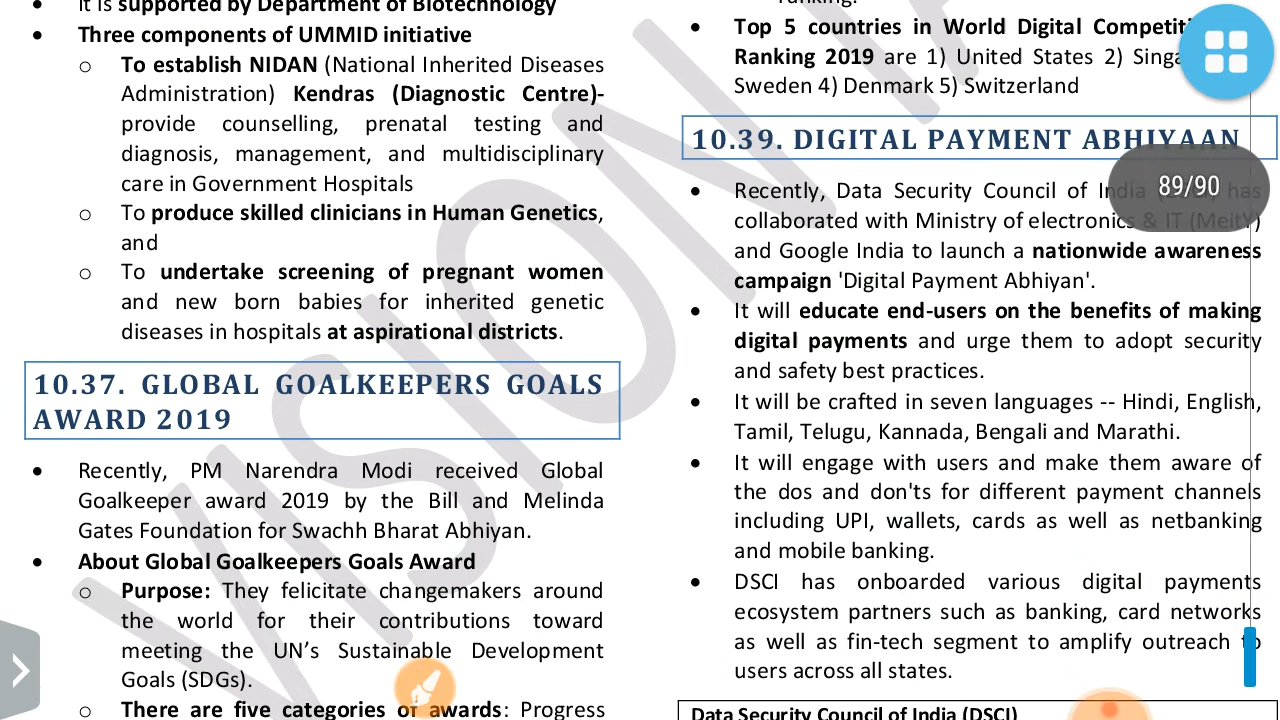 It is supported by Department of Biotechnology
• Three components of UMMID initiative
o To establish NIDAN (National Inherited Diseases
Administration) Kendras (Diagnostic Centre)-
provide counselling, prenatal testing and
diagnosis, management, and multidisciplinary
care in Government Hospitals
o To produce skilled clinicians in Human Genetics,
and
o To undertake screening of pregnant women
and new born babies for inherited genetic
diseases in hospitals at aspirational districts.
10.37. GLOBAL GOALKEEPERS GOALS
AWARD 2019
• Recently, PM Narendra Modi received Global
Goalkeeper award 2019 by the Bill and Melinda
Gates Foundation for Swachh Bharat Abhiyan.
• About Global Goalkeepers Goals Award
o Purpose: They felicitate changemakers around
the world for their contributions toward
meeting the UN's Sustainable Development
Goals (SDGs).
o There are five categories of awards: Progress
ranking.
• Top 5 countries in World Digital
Ranking 2019 are 1) United States 2)
Sweden 4) Denmark 5) Switzerland
10.39. DIGITAL PAYMENT ABHIYAAN
89/90
• Recently, Data Security Council of India has
collaborated with Ministry of electronics & IT (MeitY)
and Google India to launch a nationwide awareness
campaign 'Digital Payment Abhiyan'.
• It will educate end-users on the benefits of making
digital payments and urge them to adopt security
and safety best practices.
• It will be crafted in seven languages -- Hindi, English,
Tamil, Telugu, Kannada, Bengali and Marathi.
• It will engage with users and make them aware of
the dos and don'ts for different payment channels
including UPI, wallets, cards as well as netbanking
and mobile banking.
• DSCI has onboarded various digital payments
ecosystem partners such as banking, card networks
as well as fin-tech segment to amplify outreach to
users across all states.
Data Security Council of India (DSCI)
VISION